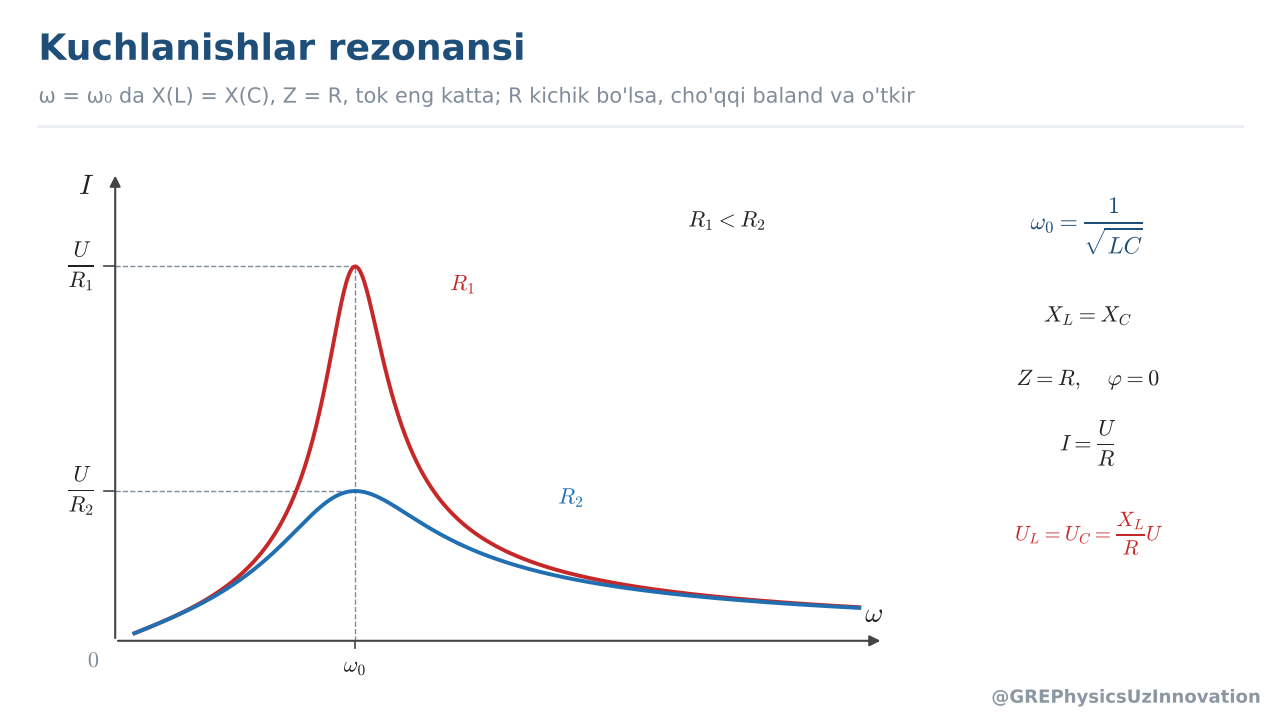 Kuchlanishlar rezonansi
ω = ω₀ da X(L) = X(C), Z = R, tok eng katta; R kichik bo'lsa, cho'qqi baland va o'tkir
I
U/R₁
U/R₂
0
ω₀
ω
R₁ < R₂
R₁
R₂
ω₀ = 1/√LC
X_L = X_C
Z = R, φ = 0
I = U/R
U_L = U_C = X_L/R U
@GREPhysicsUzInnovation